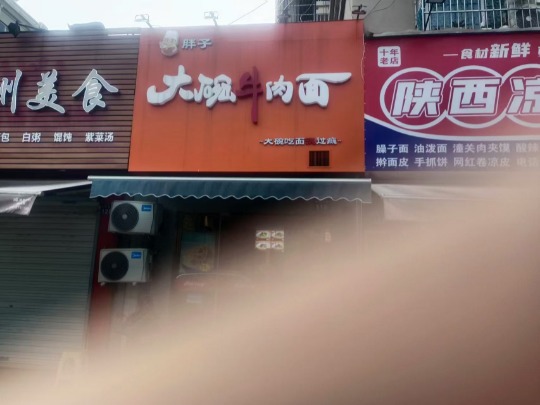 州美食
包 白粥 馄饨 紫菜汤
胖子
大碗牛肉面
大碗吃面 过瘾
十年
老店
食材新鲜
陕西凉
臊子面 油泼面 潼关肉夹馍 酸辣
擀面皮 手抓饼 网红卷凉皮